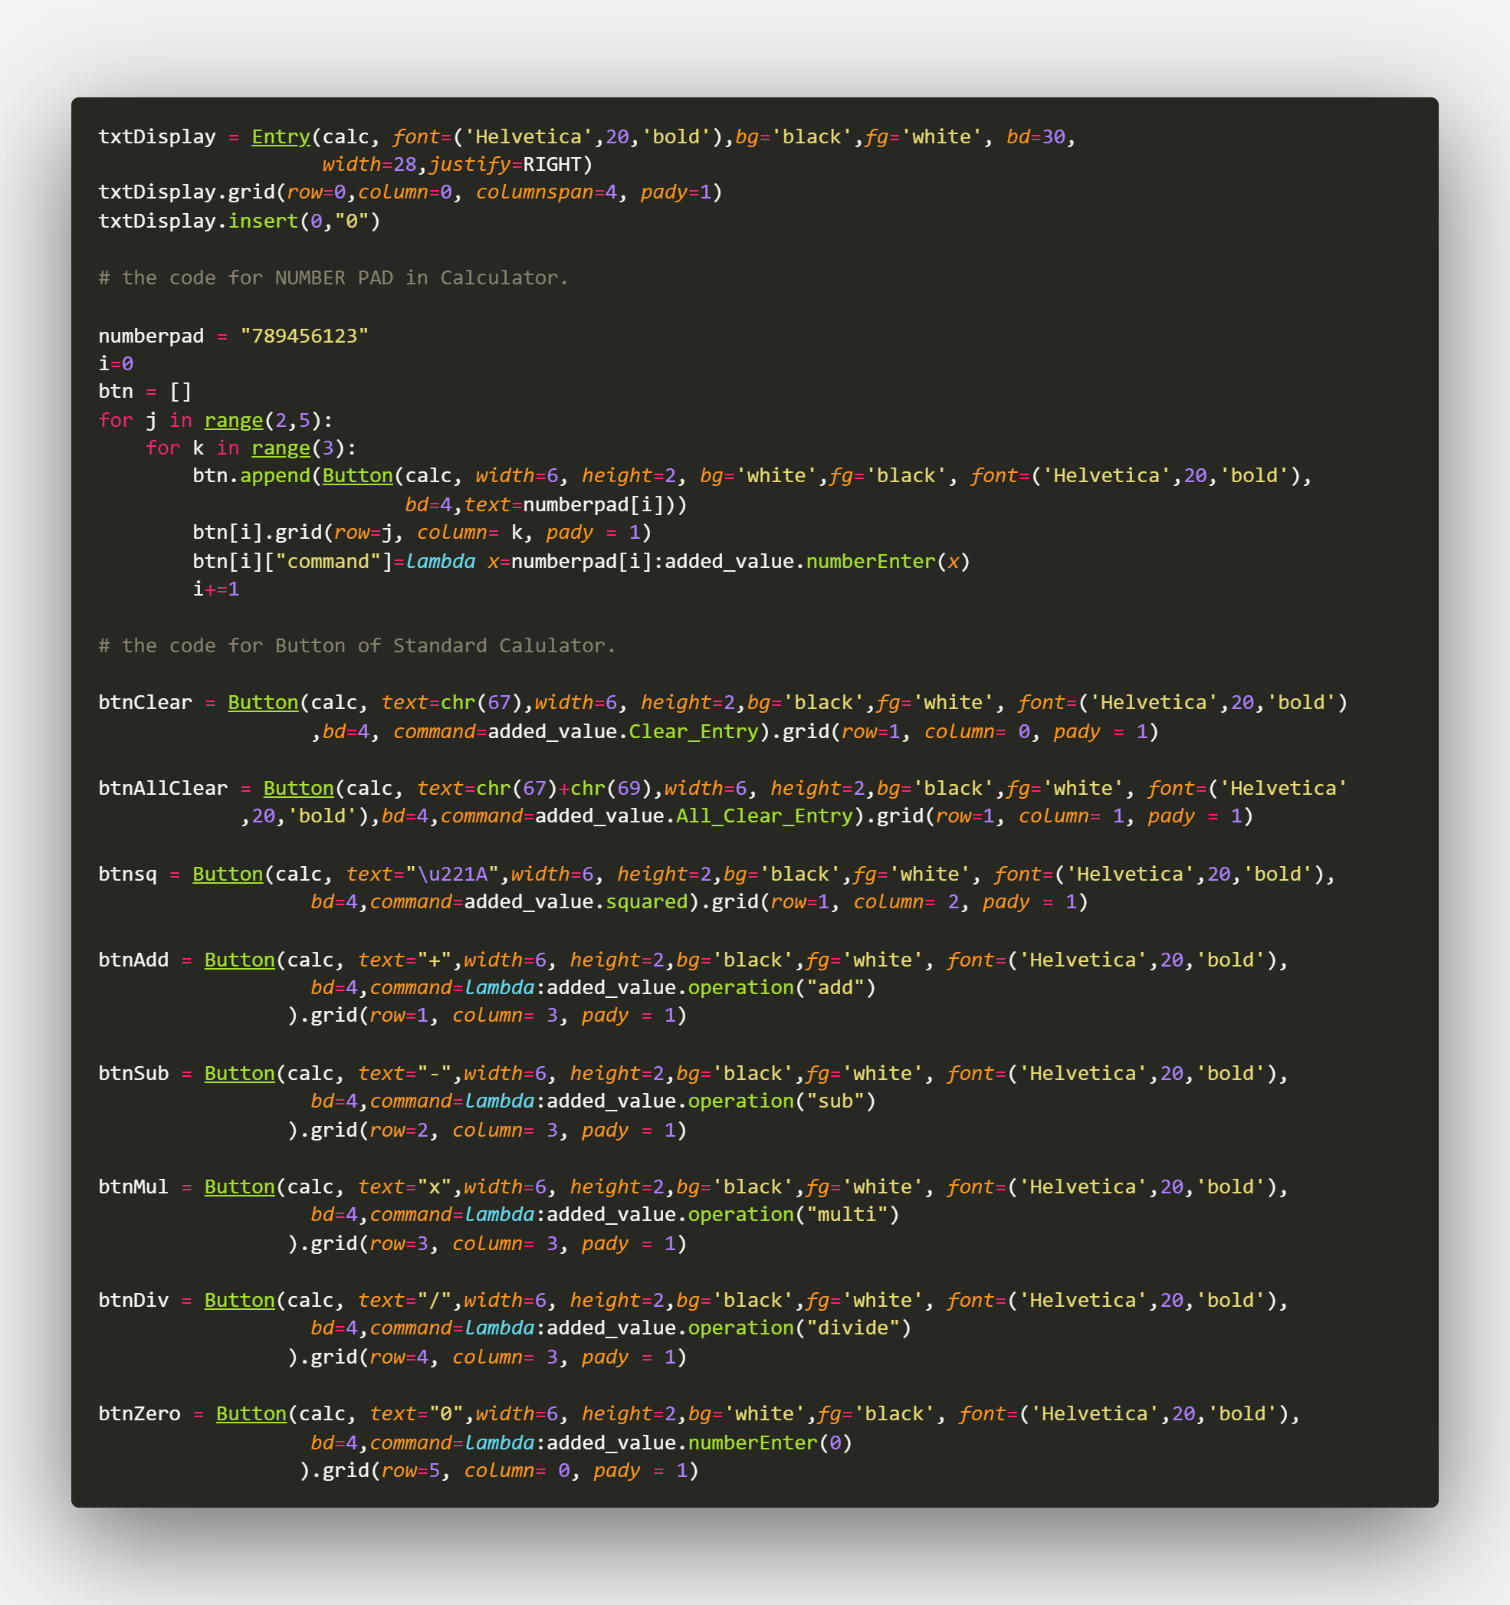 txtDisplay = Entry(calc, font=('Helvetica',20,'bold'),bg='black',fg='white', bd=30,
                   width=28,justify=RIGHT)
txtDisplay.grid(row=0,column=0, columnspan=4, pady=1)
txtDisplay.insert(0,"0")

# the code for NUMBER PAD in Calculator.

numberpad = "789456123"
i=0
btn = []
for j in range(2,5):
    for k in range(3):
        btn.append(Button(calc, width=6, height=2, bg='white',fg='black', font=('Helvetica',20,'bold'),
                          bd=4,text=numberpad[i]))
        btn[i].grid(row=j, column= k, pady = 1)
        btn[i]["command"]=lambda x=numberpad[i]:added_value.numberEnter(x)
        i+=1

# the code for Button of Standard Calulator.

btnClear = Button(calc, text=chr(67),width=6, height=2,bg='black',fg='white', font=('Helvetica',20,'bold')
                  ,bd=4, command=added_value.Clear_Entry).grid(row=1, column= 0, pady = 1)

btnAllClear = Button(calc, text=chr(67)+chr(69),width=6, height=2,bg='black',fg='white', font=('Helvetica'
            ,20,'bold'),bd=4,command=added_value.All_Clear_Entry).grid(row=1, column= 1, pady = 1)

btnsq = Button(calc, text="\u221A",width=6, height=2,bg='black',fg='white', font=('Helvetica',20,'bold'),
                  bd=4,command=added_value.squared).grid(row=1, column= 2, pady = 1)

btnAdd = Button(calc, text="+",width=6, height=2,bg='black',fg='white', font=('Helvetica',20,'bold'),
                  bd=4,command=lambda:added_value.operation("add")
                ).grid(row=1, column= 3, pady = 1)

btnSub = Button(calc, text="-",width=6, height=2,bg='black',fg='white', font=('Helvetica',20,'bold'),
                  bd=4,command=lambda:added_value.operation("sub")
                ).grid(row=2, column= 3, pady = 1)

btnMul = Button(calc, text="x",width=6, height=2,bg='black',fg='white', font=('Helvetica',20,'bold'),
                  bd=4,command=lambda:added_value.operation("multi")
                ).grid(row=3, column= 3, pady = 1)

btnDiv = Button(calc, text="/",width=6, height=2,bg='black',fg='white', font=('Helvetica',20,'bold'),
                  bd=4,command=lambda:added_value.operation("divide")
                ).grid(row=4, column= 3, pady = 1)

btnZero = Button(calc, text="0",width=6, height=2,bg='white',fg='black', font=('Helvetica',20,'bold'),
                  bd=4,command=lambda:added_value.numberEnter(0)
                 ).grid(row=5, column= 0, pady = 1)